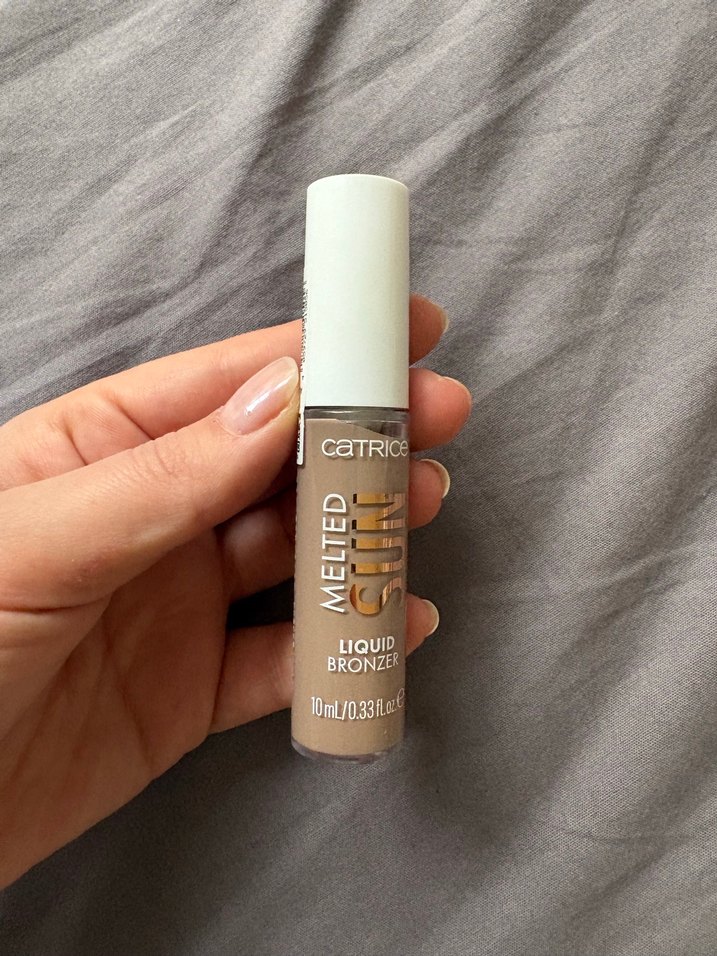 CATRICE
MELTED
SUN
LIQUID
BRONZER
10 mL/0.33 fl.oz.℮